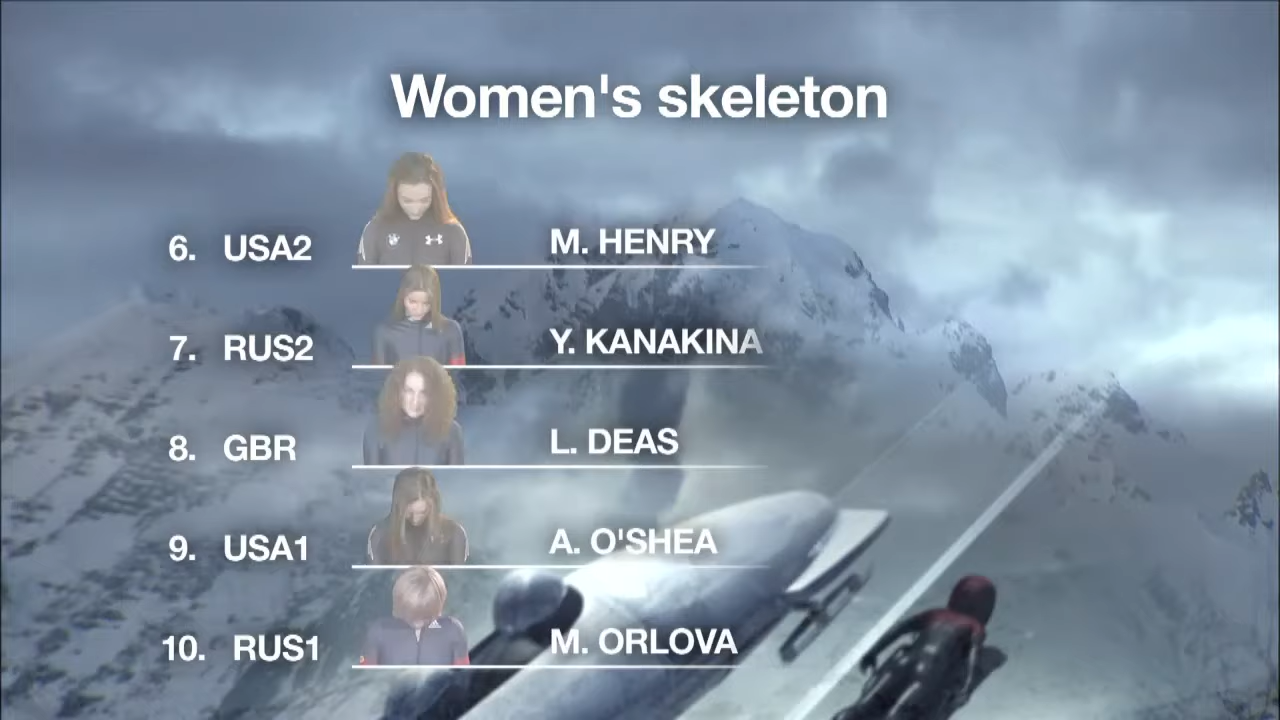 Women's skeleton
6. USA2 M. HENRY
7. RUS2 Y. KANAKINA
8. GBR L. DEAS
9. USA1 A. O'SHEA
10. RUS1 M. ORLOVA